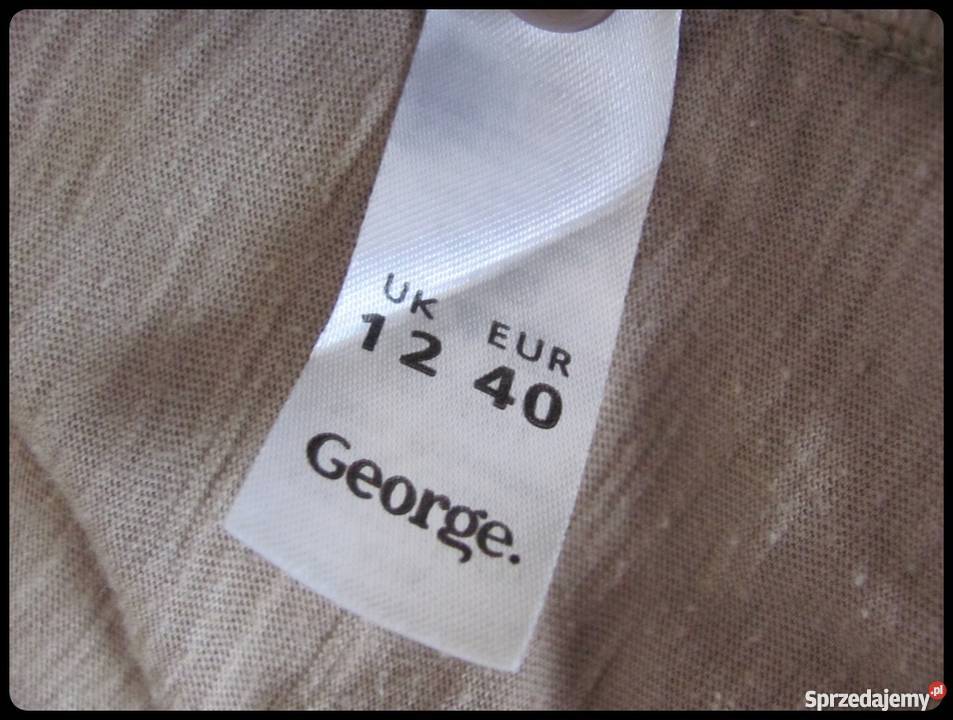 UK EUR
12 40
George.
Sprzedajemy.pl